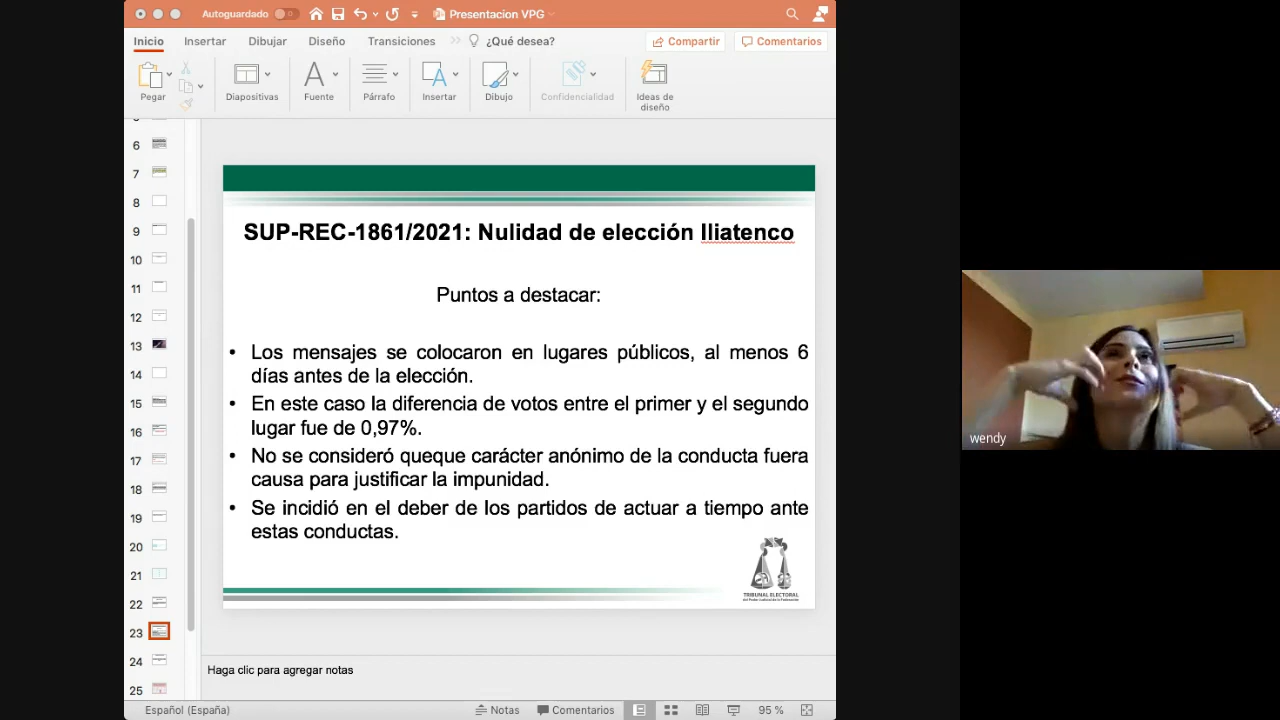 Autoguardado
Presentacion VPG
Inicio
Insertar
Dibujar
Diseño
Transiciones
¿Qué desea?
Compartir
Comentarios
Pegar
Diapositivas
Fuente
Párrafo
Insertar
Dibujo
Confidencialidad
Ideas de
diseño
6
7
8
9
10
11
12
13
14
15
16
17
18
19
20
21
22
23
24
25
SUP-REC-1861/2021: Nulidad de elección Iliatenco
Puntos a destacar:
• Los mensajes se colocaron en lugares públicos, al menos 6
días antes de la elección.
• En este caso la diferencia de votos entre el primer y el segundo
lugar fue de 0,97%.
• No se consideró queque carácter anónimo de la conducta fuera
causa para justificar la impunidad.
• Se incidió en el deber de los partidos de actuar a tiempo ante
estas conductas.
TRIBUNAL ELECTORAL
del Poder Judicial de la Federación
Haga clic para agregar notas
Español (España)
Notas
Comentarios
95 %
wendy